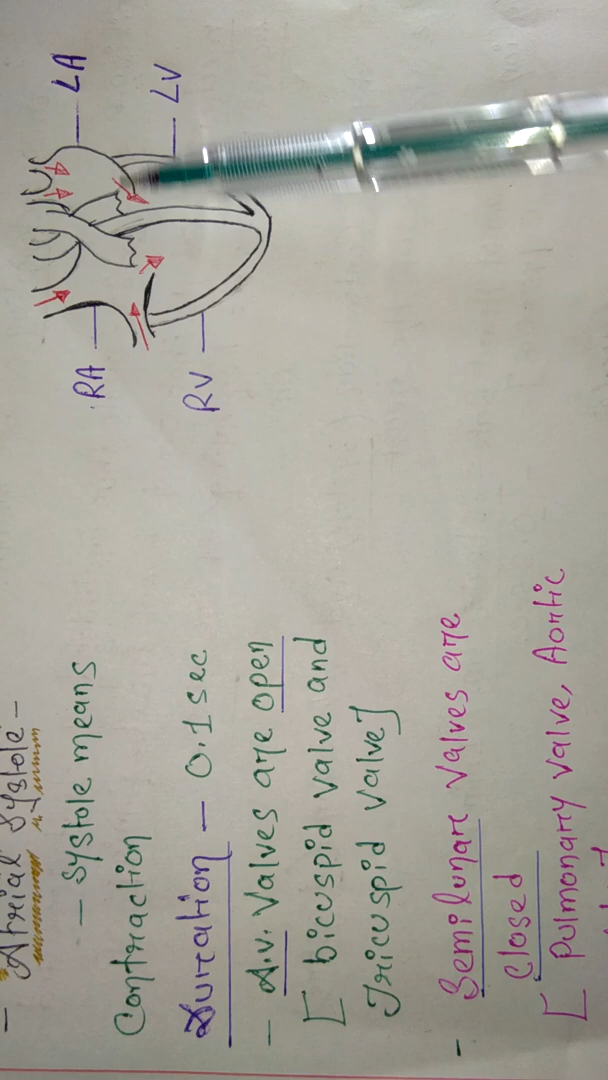 - Atrial Systole -
- Systole means
Contraction
Duration - 0.1 sec
- A.V. Valves are open
[ bicuspid valve and
Tricuspid valve]
- Semilunar Valves are
closed
[ Pulmonary valve, Aortic
LA
LV
RA
RV